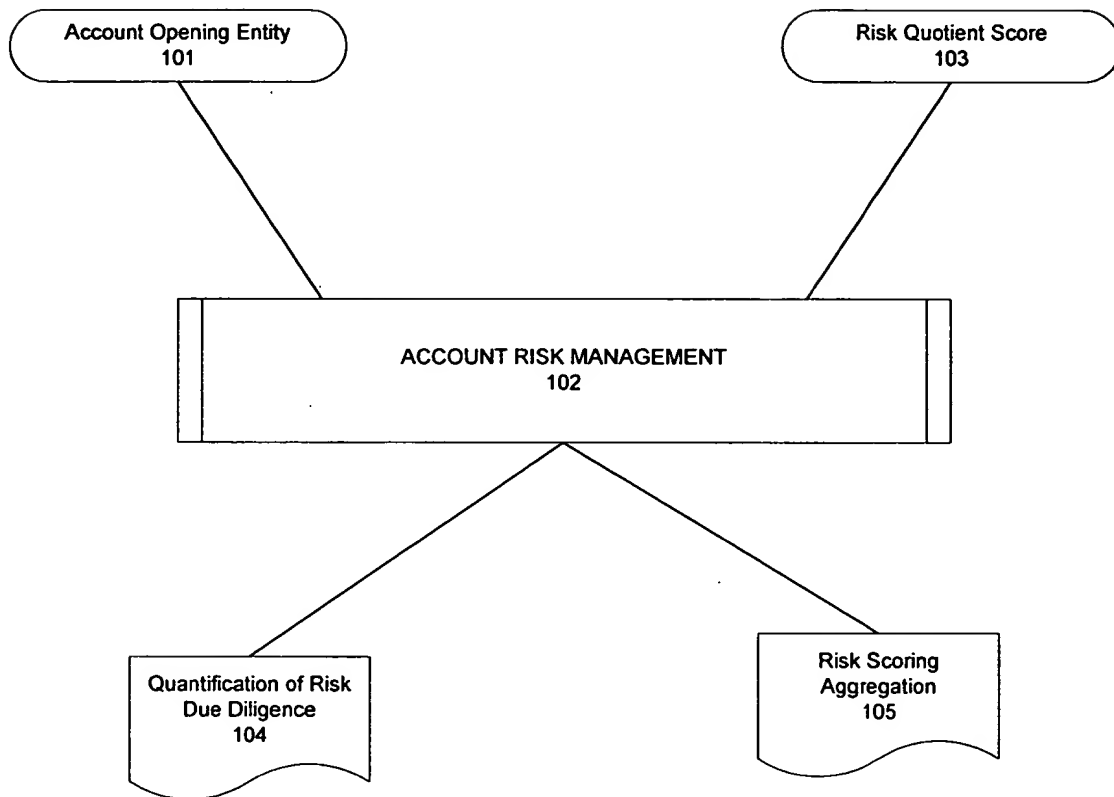 Account Opening Entity
101
Risk Quotient Score
103
ACCOUNT RISK MANAGEMENT
102
Quantification of Risk
Due Diligence
104
Risk Scoring
Aggregation
105